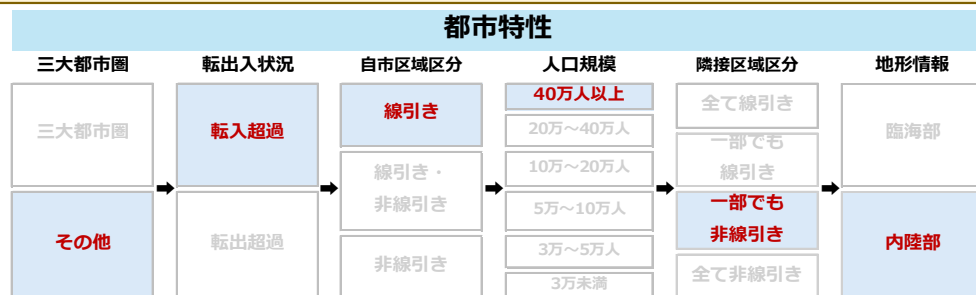 都市特性
三大都市圏
転出入状況
自市区域区分
人口規模
隣接区域区分
地形情報
三大都市圏
その他
転入超過
転出超過
線引き
線引き・
非線引き
非線引き
40万人以上
20万～40万人
10万～20万人
5万～10万人
3万～5万人
3万未満
全て線引き
一部でも
線引き
一部でも
非線引き
全て非線引き
臨海部
内陸部